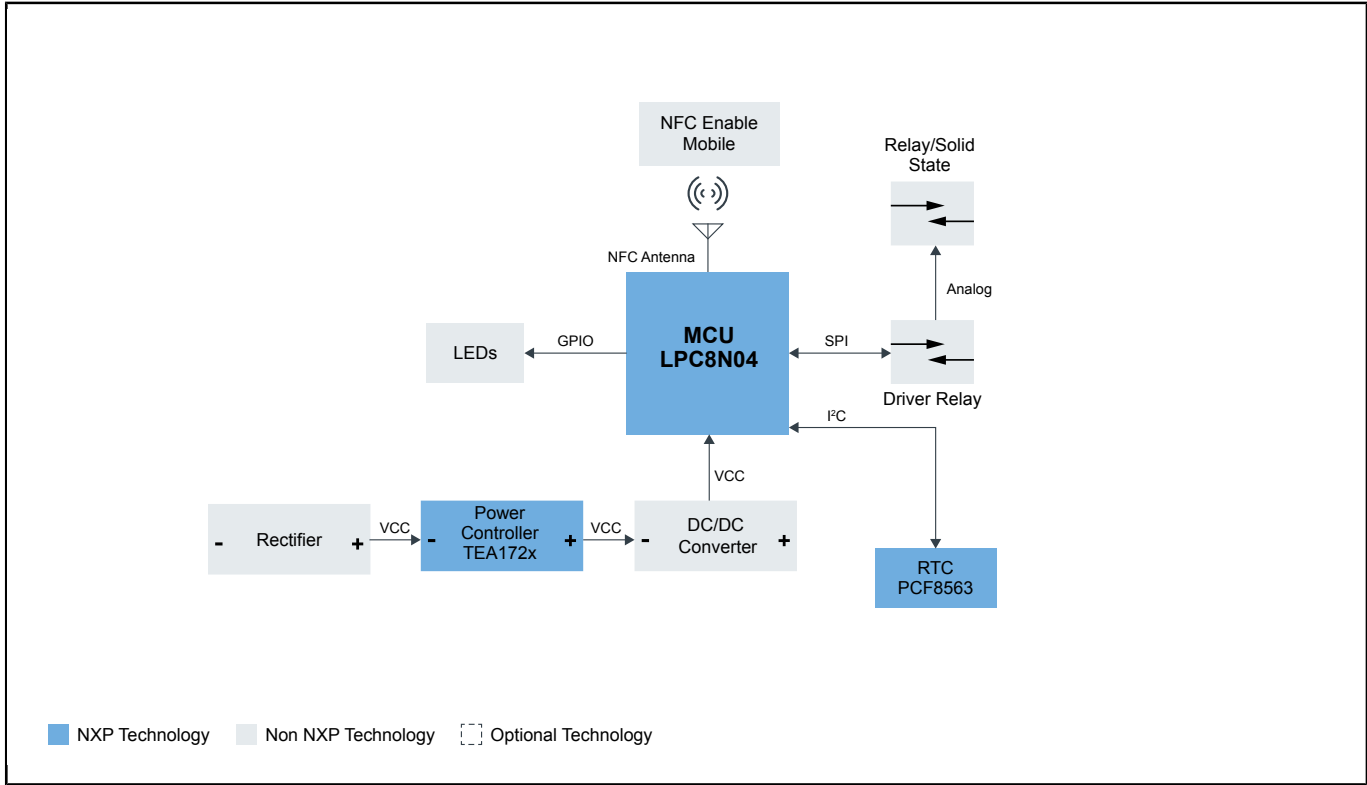 NFC Enable
Mobile
Relay/Solid
State
NFC Antenna
Analog
MCU
LPC8N04
LEDs
GPIO
SPI
Driver Relay
I²C
VCC
Rectifier
- +
VCC
Power
Controller
TEA172x
- +
VCC
DC/DC
Converter
- +
RTC
PCF8563
NXP Technology
Non NXP Technology
Optional Technology